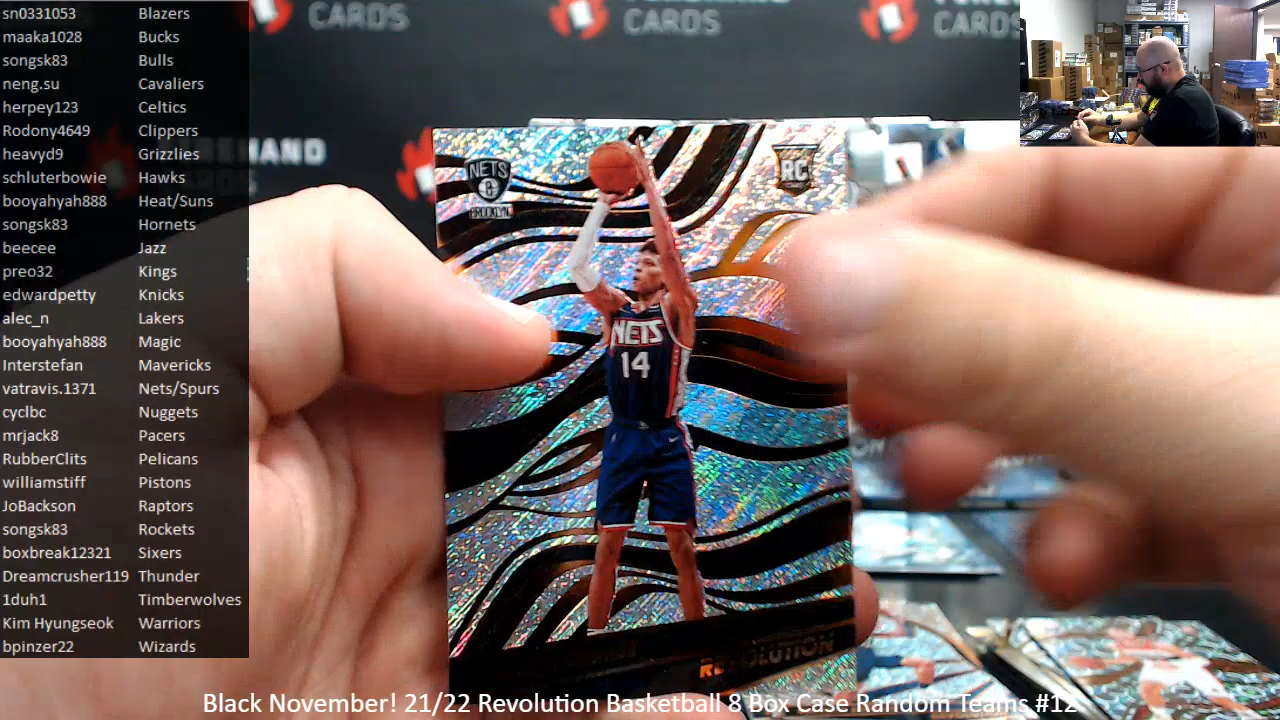 sn0331053 Blazers
maaka1028 Bucks
songsk83 Bulls
neng.su Cavaliers
herpey123 Celtics
Rodony4649 Clippers
heavyd9 Grizzlies
schluterbowie Hawks
booyahyah888 Heat/Suns
songsk83 Hornets
beecee Jazz
preo32 Kings
edwardpetty Knicks
alec_n Lakers
booyahyah888 Magic
Interstefan Mavericks
vatravis.1371 Nets/Spurs
cyclbc Nuggets
mrjack8 Pacers
RubberClits Pelicans
williamstiff Pistons
JoBackson Raptors
songsk83 Rockets
boxbreak12321 Sixers
Dreamcrusher119 Thunder
1duh1 Timberwolves
Kim Hyungseok Warriors
bpinzer22 Wizards
CARDS
CARDS
CARDS
NETS
B
BROOKLYN
RC
NETS
14
REVOLUTION
Black November! 21/22 Revolution Basketball 8 Box Case Random Teams #12